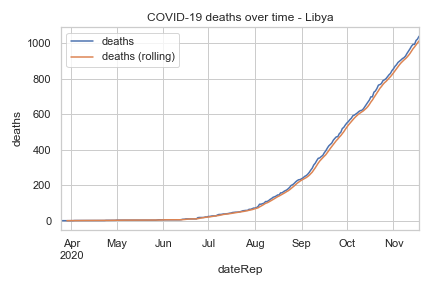 COVID-19 deaths over time - Libya
deaths
deaths (rolling)
1000
800
600
400
200
0
deaths
Apr May Jun Jul Aug Sep Oct Nov
2020
dateRep